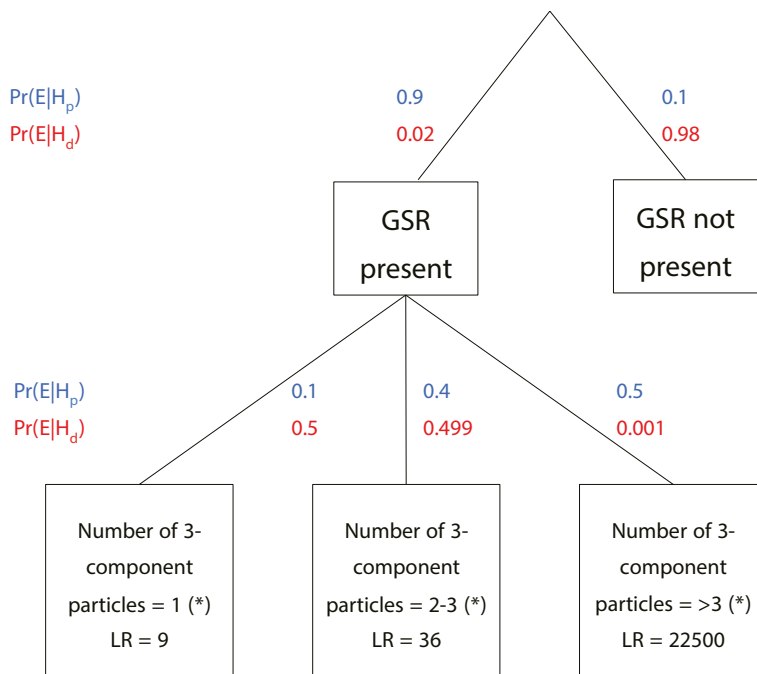 Pr(E|Hp) 0.9 0.1
Pr(E|Hd) 0.02 0.98
GSR
present
GSR not
present
Pr(E|Hp) 0.1 0.4 0.5
Pr(E|Hd) 0.5 0.499 0.001
Number of 3-
component
particles = 1 (*)
LR = 9
Number of 3-
component
particles = 2-3 (*)
LR = 36
Number of 3-
component
particles = >3 (*)
LR = 22500